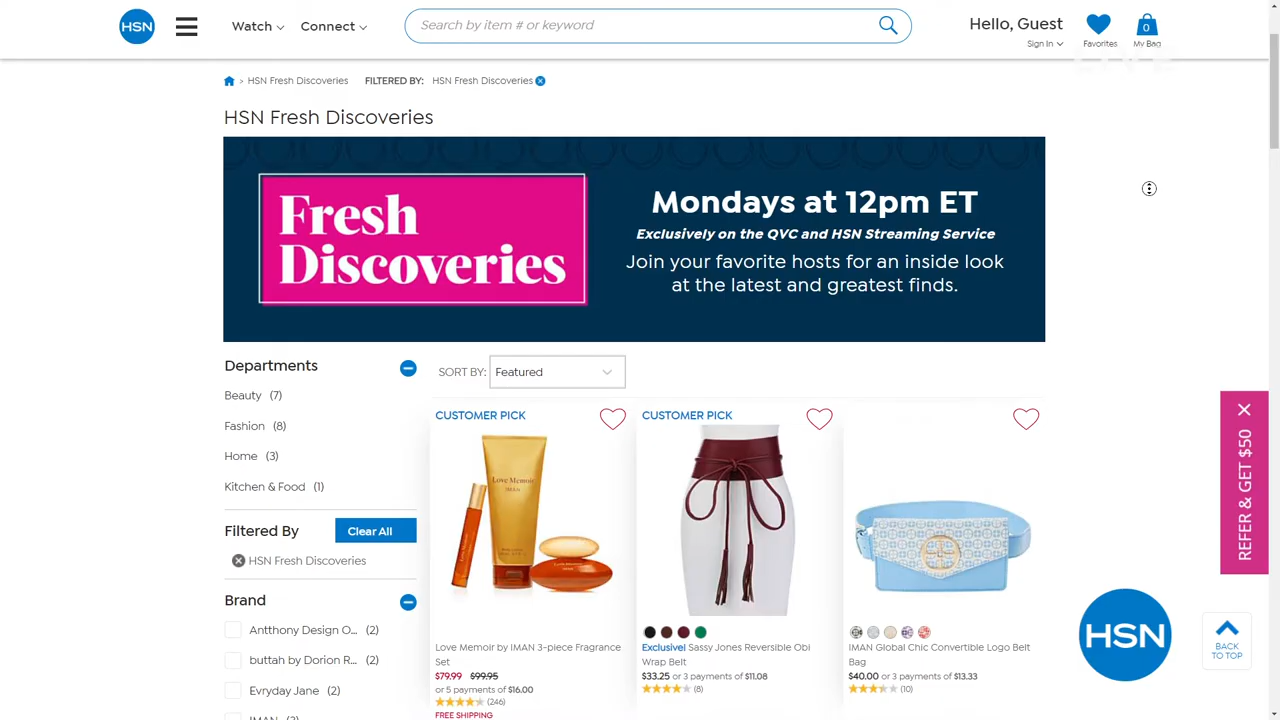 HSN
Watch
Connect
Search by item # or keyword
Hello, Guest
Sign In
Favorites
0
My Bag
> HSN Fresh Discoveries
FILTERED BY:
HSN Fresh Discoveries
HSN Fresh Discoveries
Fresh
Discoveries
Mondays at 12pm ET
Exclusively on the QVC and HSN Streaming Service
Join your favorite hosts for an inside look
at the latest and greatest finds.
Departments
Beauty (7)
Fashion (8)
Home (3)
Kitchen & Food (1)
Filtered By
Clear All
HSN Fresh Discoveries
Brand
Antthony Design O... (2)
buttah by Dorion R... (2)
Evryday Jane (2)
SORT BY:
Featured
CUSTOMER PICK
Love Memoir
Love Memoir by IMAN 3-piece Fragrance
Set
$79.99 $99.95
or 5 payments of $16.00
(246)
FREE SHIPPING
CUSTOMER PICK
Exclusive! Sassy Jones Reversible Obi
Wrap Belt
$33.25 or 3 payments of $11.08
(8)
IMAN Global Chic Convertible Logo Belt
Bag
$40.00 or 3 payments of $13.33
(10)
REFER & GET $50
HSN
BACK
TO TOP